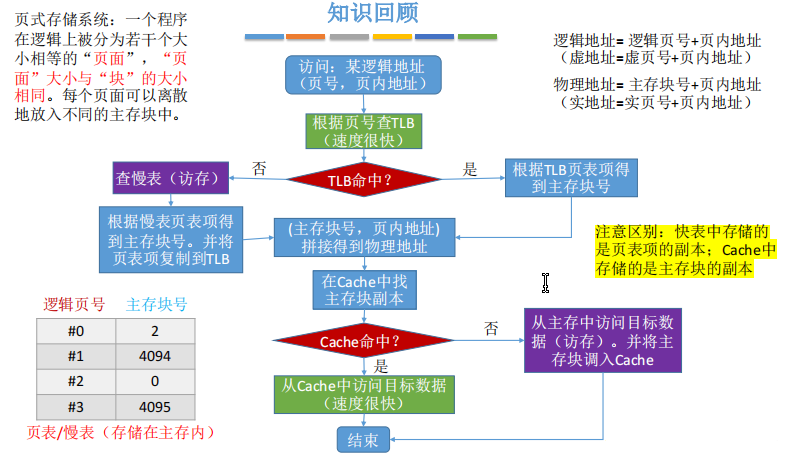 知识回顾
页式存储系统：一个程序
在逻辑上被分为若干个大
小相等的“页面”，“页
面”大小与“块”的大小
相同。每个页面可以离散
地放入不同的主存块中。
逻辑地址= 逻辑页号+页内地址
（虚地址=虚页号+页内地址）
物理地址= 主存块号+页内地址
（实地址=实页号+页内地址）
访问：某逻辑地址
（页号，页内地址）
根据页号查TLB
（速度很快）
TLB命中？
否
是
查慢表（访存）
根据TLB页表项得
到主存块号
根据慢表页表项得
到主存块号。并将
页表项复制到TLB
(主存块号，页内地址)
拼接得到物理地址
注意区别：快表中存储的
是页表项的副本；Cache中
存储的是主存块的副本
在Cache中找
主存块副本
Cache命中？
否
是
从主存中访问目标数
据（访存）。并将主
存块调入Cache
从Cache中访问目标数据
（速度很快）
结束
逻辑页号 主存块号
#0 2
#1 4094
#2 0
#3 4095
页表/慢表（存储在主存内）